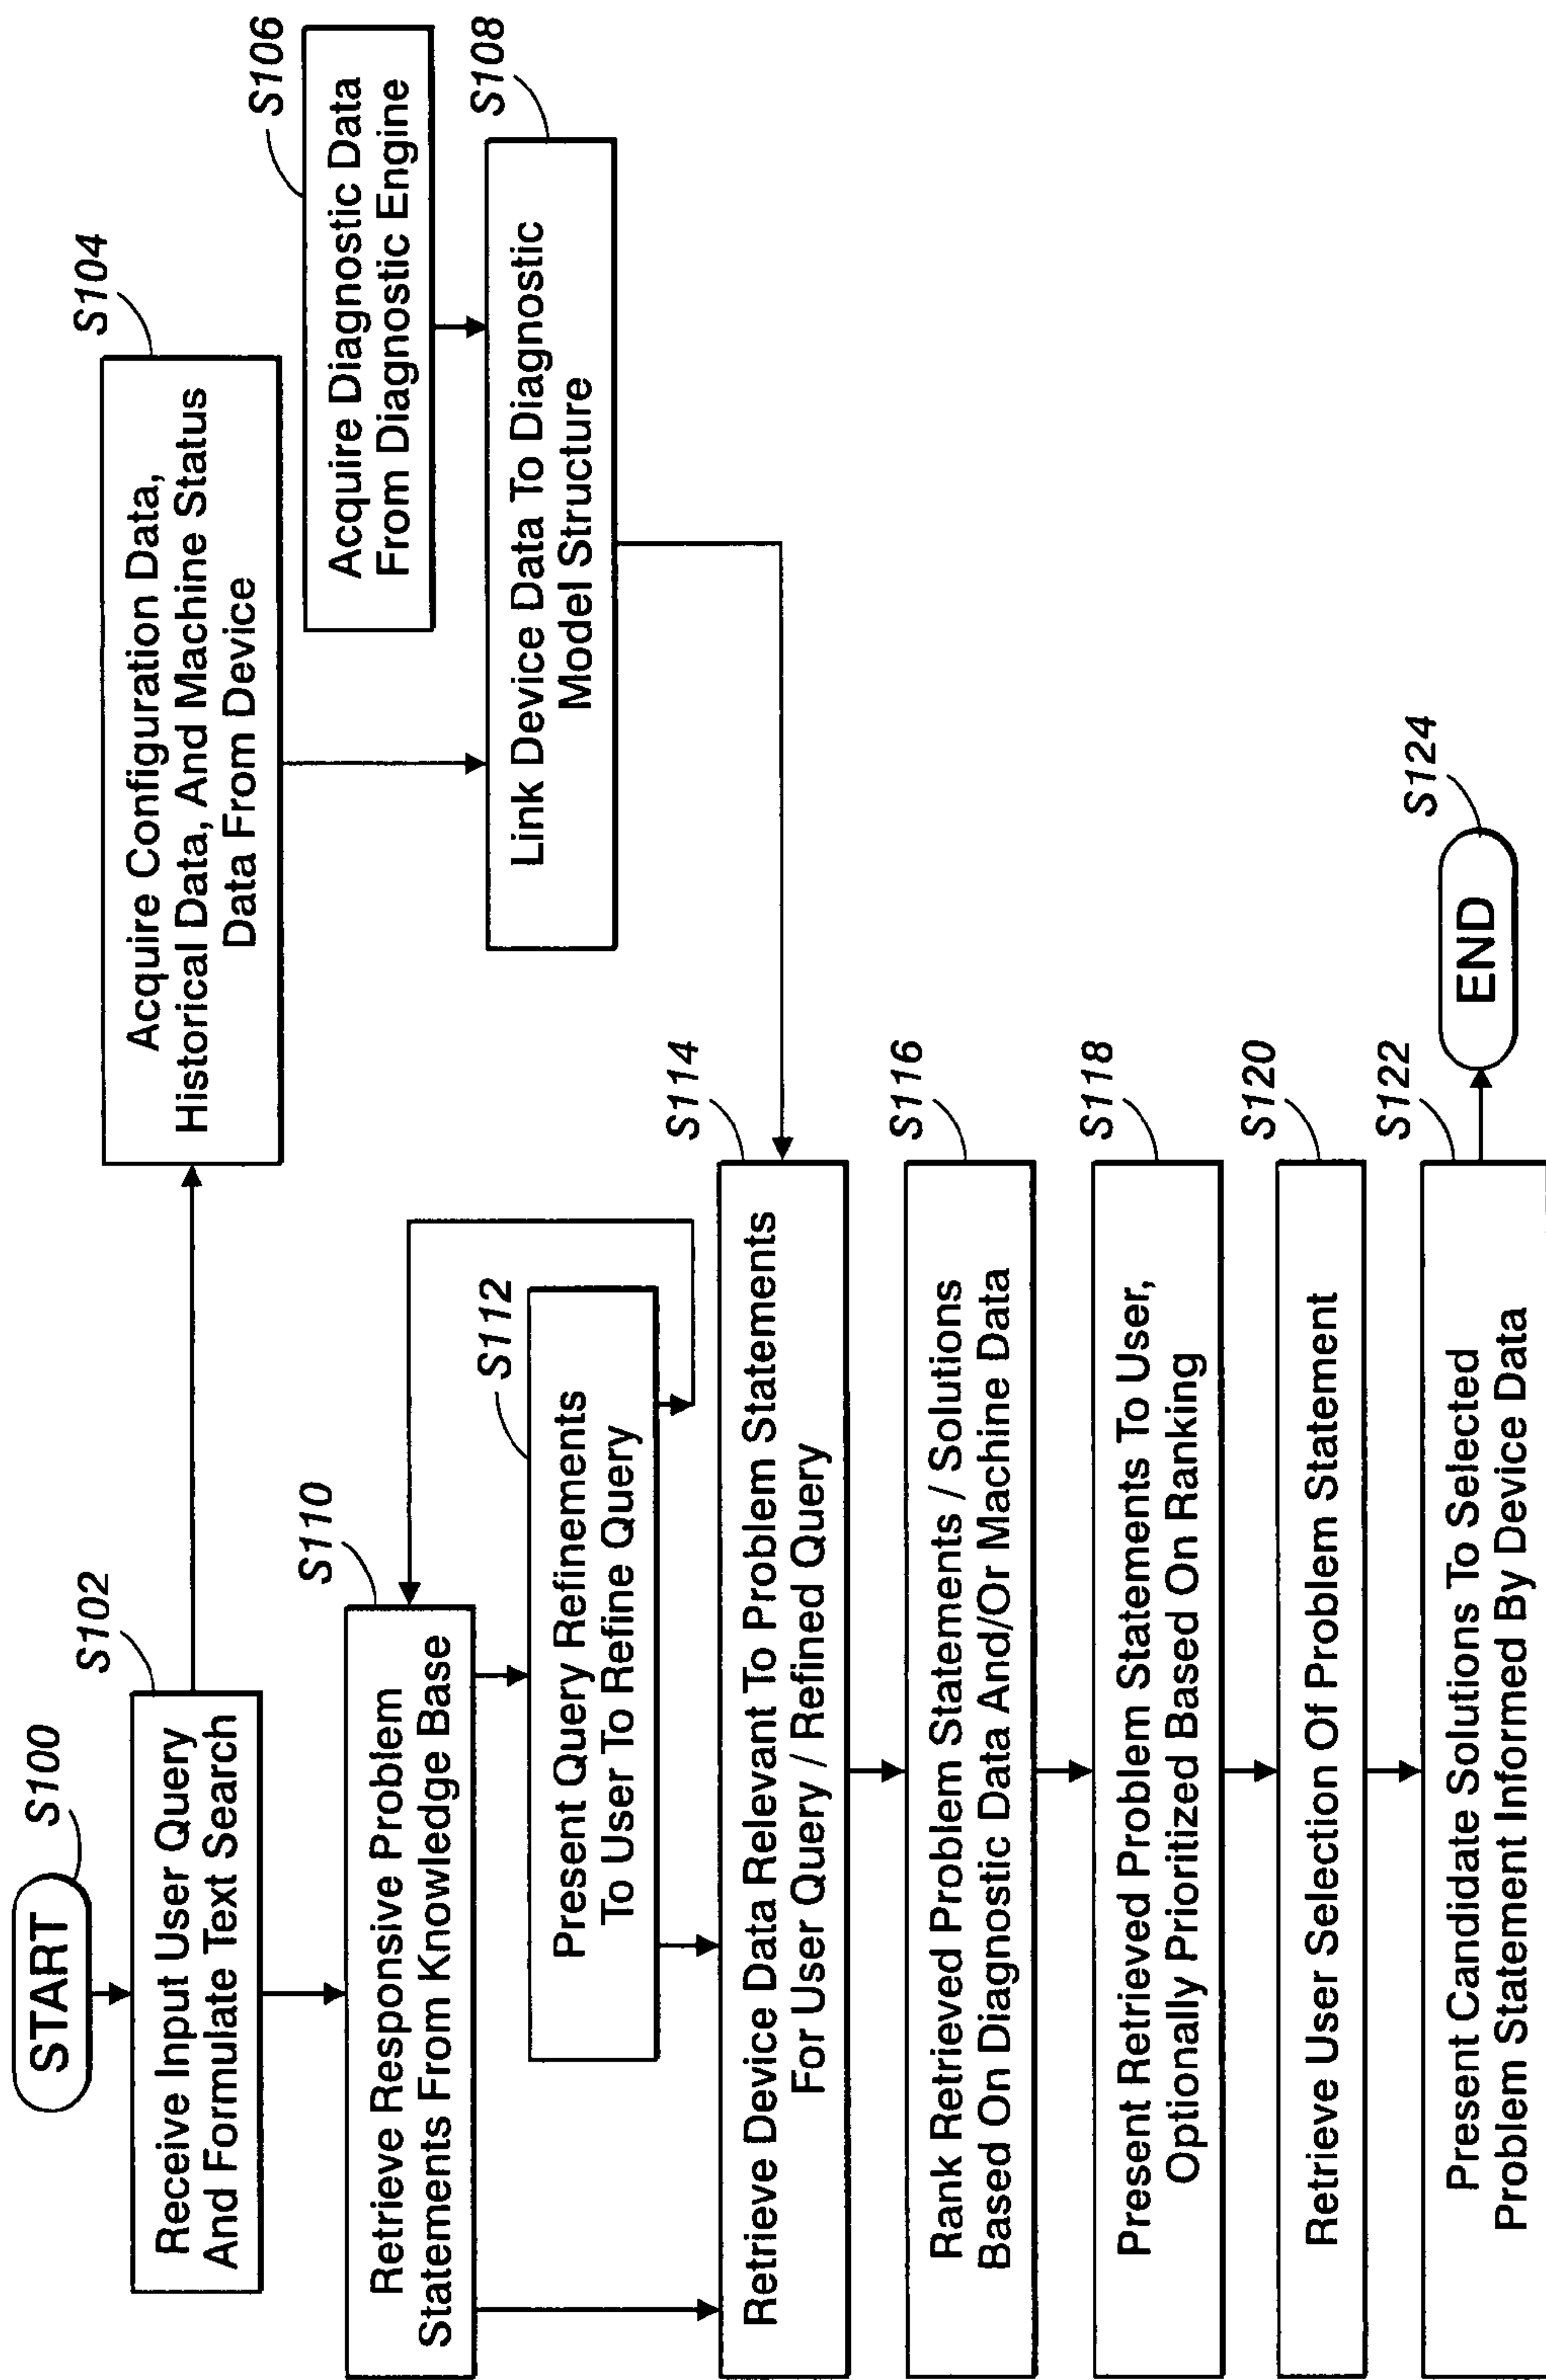 START
S100
Receive Input User Query
And Formulate Text Search
S102
Acquire Configuration Data,
Historical Data, And Machine Status
Data From Device
S104
Acquire Diagnostic Data
From Diagnostic Engine
S106
Link Device Data To Diagnostic
Model Structure
S108
Retrieve Responsive Problem
Statements From Knowledge Base
S110
Present Query Refinements
To User To Refine Query
S112
Retrieve Device Data Relevant To Problem Statements
For User Query / Refined Query
S114
Rank Retrieved Problem Statements / Solutions
Based On Diagnostic Data And/Or Machine Data
S116
Present Retrieved Problem Statements To User,
Optionally Prioritized Based On Ranking
S118
Retrieve User Selection Of Problem Statement
S120
Present Candidate Solutions To Selected
Problem Statement Informed By Device Data
S122
END
S124